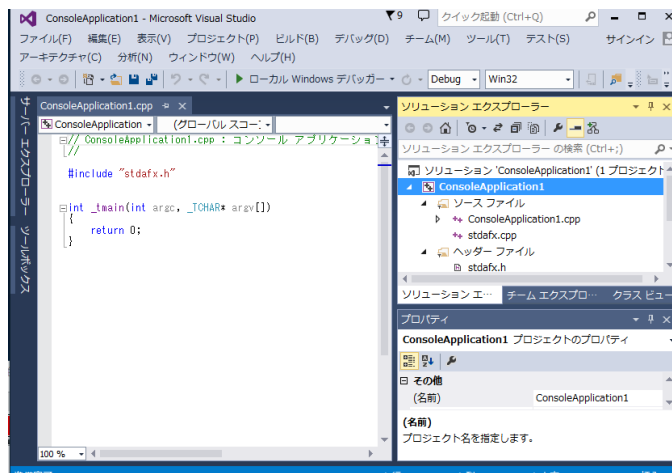 ConsoleApplication1 - Microsoft Visual Studio
9
クイック起動 (Ctrl+Q)
ファイル(F) 編集(E) 表示(V) プロジェクト(P) ビルド(B) デバッグ(D) チーム(M) ツール(T) テスト(S) サインイン
アーキテクチャ(C) 分析(N) ウィンドウ(W) ヘルプ(H)
ローカル Windows デバッガー Debug Win32
サーバー エクスプローラー
ツールボックス
ConsoleApplication1.cpp
ConsoleApplication (グローバル スコープ
// ConsoleApplication1.cpp : コンソール アプリケーショ
//
#include "stdafx.h"
int _tmain(int argc, _TCHAR* argv[])
{
return 0;
}
100 %
ソリューション エクスプローラー
ソリューション エクスプローラー の検索 (Ctrl+;)
ソリューション 'ConsoleApplication1' (1 プロジェクト
ConsoleApplication1
ソース ファイル
ConsoleApplication1.cpp
stdafx.cpp
ヘッダー ファイル
stdafx.h
ソリューション エ… チーム エクスプロ… クラス ビュー
プロパティ
ConsoleApplication1 プロジェクトのプロパティ
その他
(名前) ConsoleApplication1
(名前)
プロジェクト名を指定します。